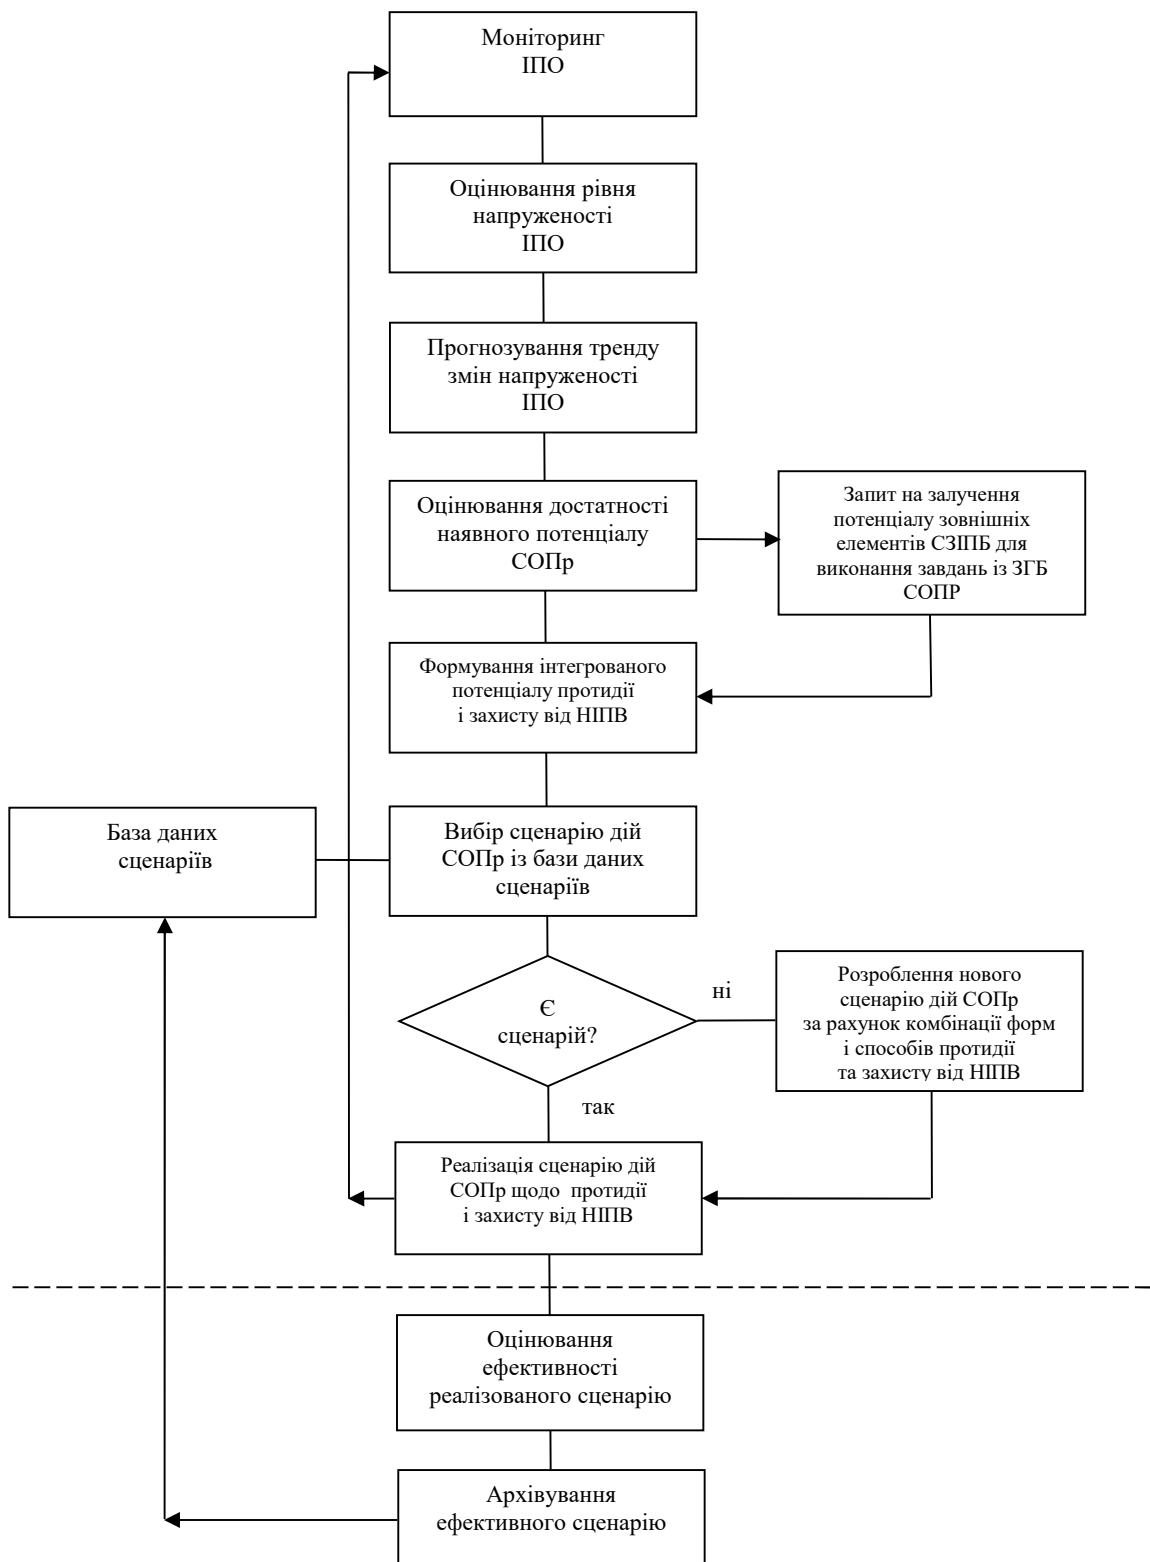 Моніторинг
ІПО
Оцінювання рівня
напруженості
ІПО
Прогнозування тренду
змін напруженості
ІПО
Оцінювання достатності
наявного потенціалу
СОПр
Запит на залучення
потенціалу зовнішніх
елементів СЗІПБ для
виконання завдань із ЗГБ
СОПР
Формування інтегрованого
потенціалу протидії
і захисту від НІПВ
База даних
сценаріїв
Вибір сценарію дій
СОПр із бази даних
сценаріїв
Є
сценарій?
ні
Розроблення нового
сценарію дій СОПр
за рахунок комбінації форм
і способів протидії
та захисту від НІПВ
так
Реалізація сценарію дій
СОПр щодо протидії
і захисту від НІПВ
Оцінювання
ефективності
реалізованого сценарію
Архівування
ефективного сценарію